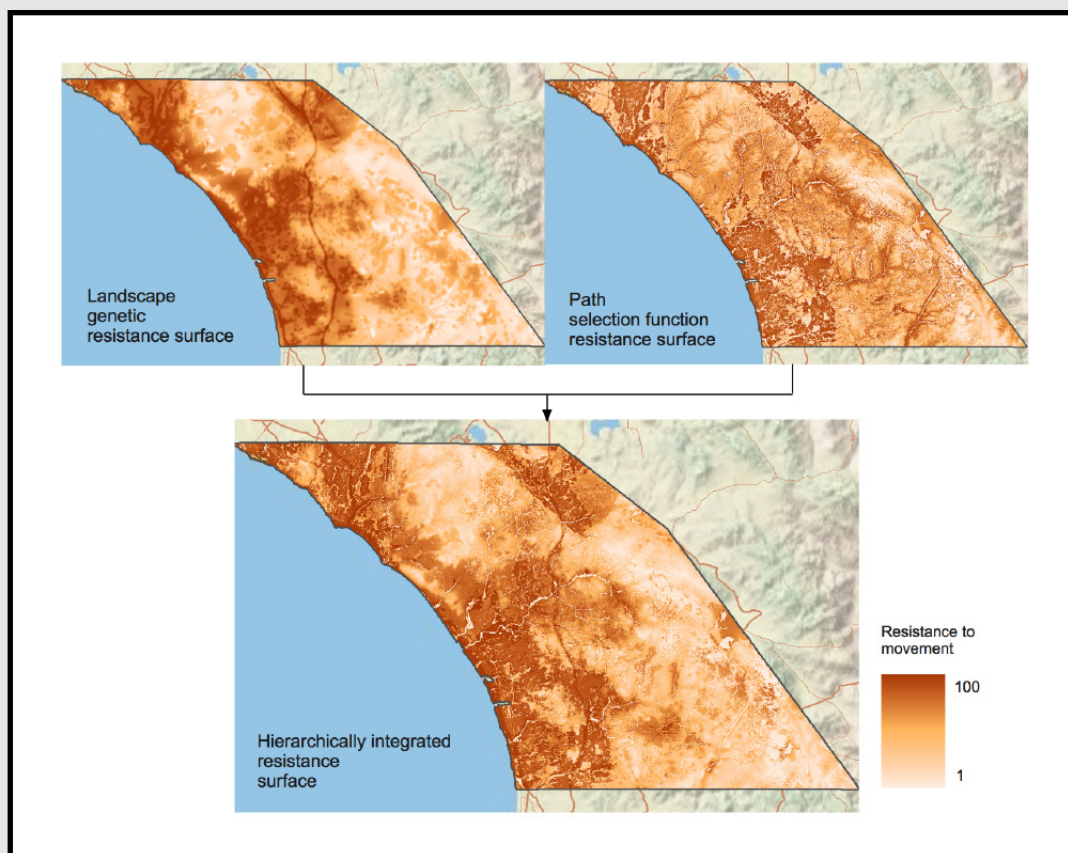 Landscape
genetic
resistance surface
Path
selection function
resistance surface
Hierarchically integrated
resistance
surface
Resistance to
movement
100
1